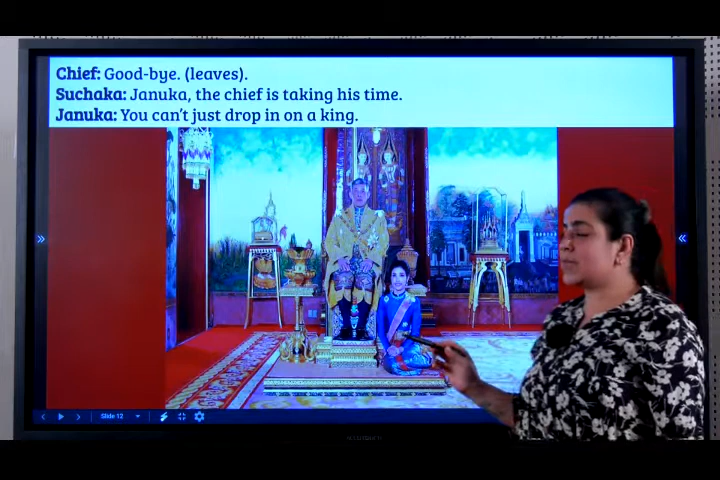 Chief: Good-bye. (leaves).
Suchaka: Januka, the chief is taking his time.
Januka: You can't just drop in on a king.
Slide 12